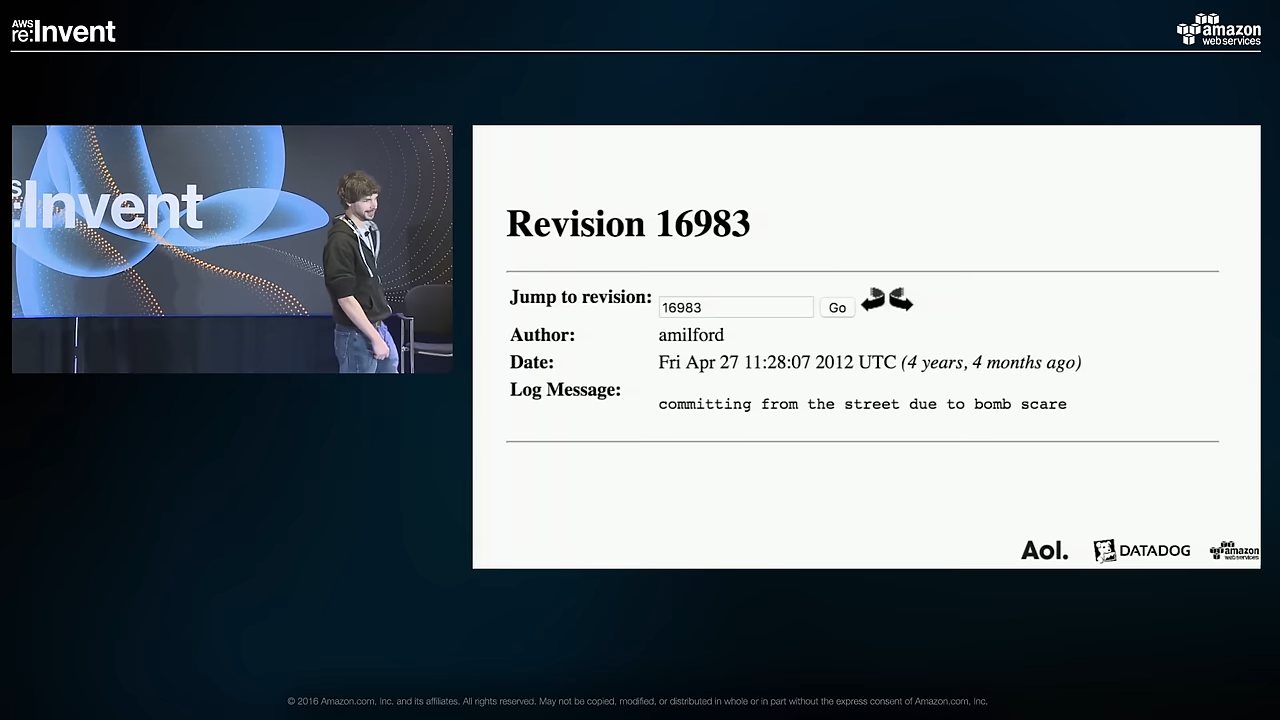 AWS
re:Invent
amazon
web services
S
:Invent
Revision 16983
Jump to revision: 16983 Go
Author: amilford
Date: Fri Apr 27 11:28:07 2012 UTC (4 years, 4 months ago)
Log Message:
committing from the street due to bomb scare
Aol. DATADOG amazon
web services
© 2016 Amazon.com, Inc. and its affiliates. All rights reserved. May not be copied, modified, or distributed in whole or in part without the express consent of Amazon.com, Inc.